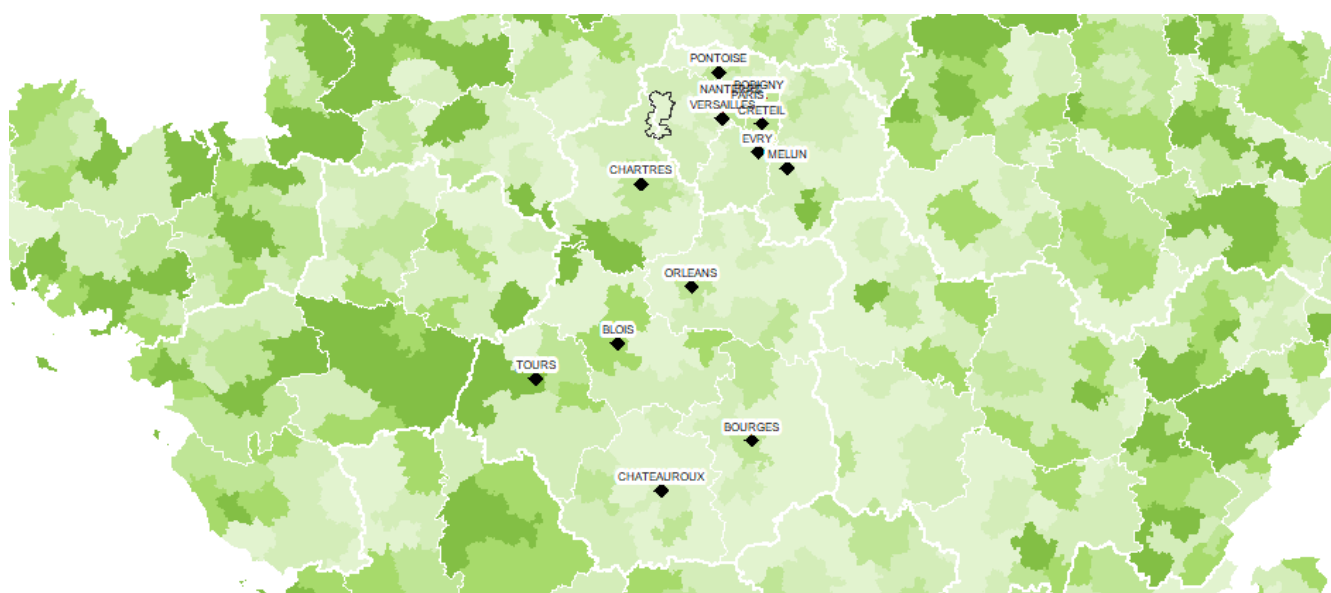 PONTOISE
BOBIGNY
NANTERRE
PARIS
VERSAILLES
CRETEIL
EVRY
MELUN
CHARTRES
ORLEANS
BLOIS
TOURS
BOURGES
CHATEAUROUX